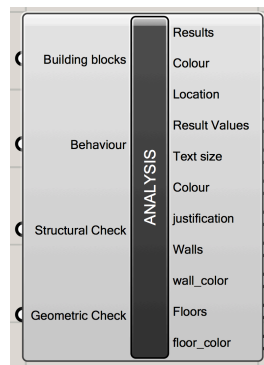 Building blocks
Behaviour
Structural Check
Geometric Check
ANALYSIS
Results
Colour
Location
Result Values
Text size
Colour
justification
Walls
wall_color
Floors
floor_color